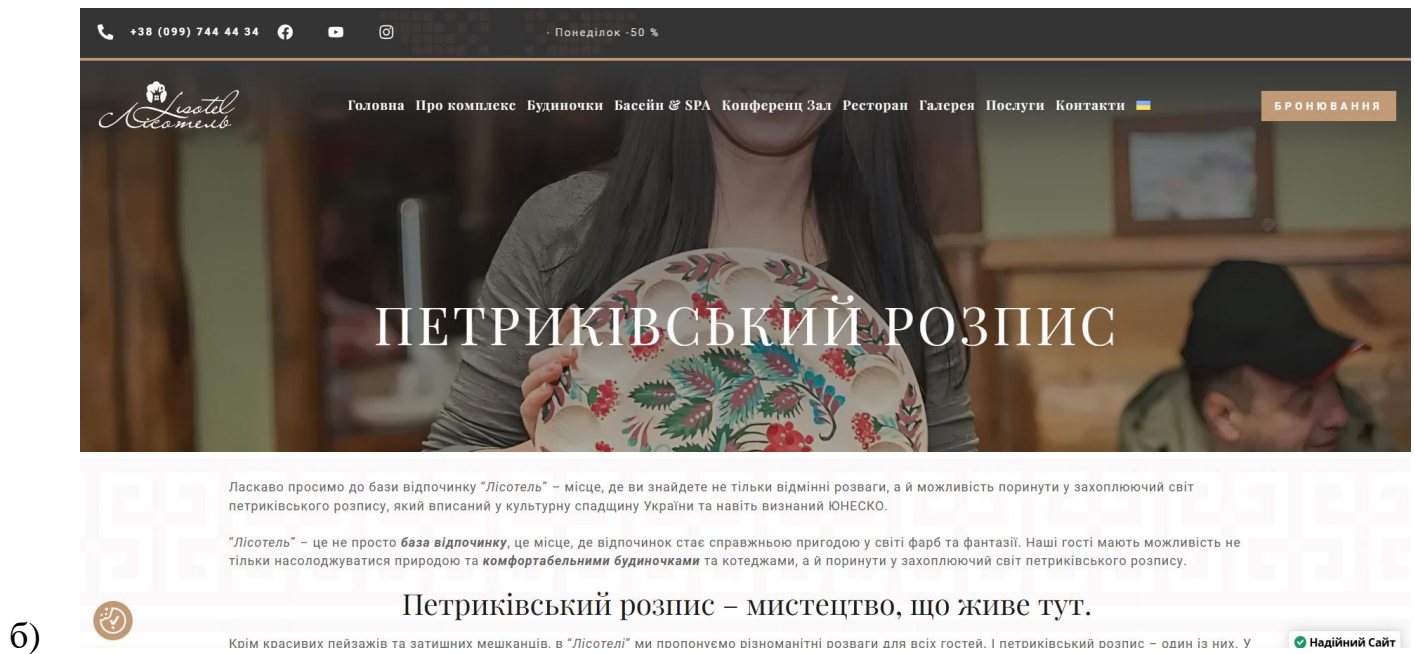 +38 (099) 744 44 34
· Понеділок -50 %
Lisotel
Лісотель
Головна Про комплекс Будиночки Басейн & SPA Конференц Зал Ресторан Галерея Послуги Контакти
БРОНЮВАННЯ
ПЕТРИКІВСЬКИЙ РОЗПИС
Ласкаво просимо до бази відпочинку “Лісотель” – місце, де ви знайдете не тільки відмінні розваги, а й можливість поринути у захоплюючий світ
петриківського розпису, який вписаний у культурну спадщину України та навіть визнаний ЮНЕСКО.
“Лісотель” – це не просто база відпочинку, це місце, де відпочинок стає справжньою пригодою у світі фарб та фантазії. Наші гості мають можливість не
тільки насолоджуватися природою та комфортабельними будиночками та котеджами, а й поринути у захоплюючий світ петриківського розпису.
Петриківський розпис – мистецтво, що живе тут.
б)
Крім красивих пейзажів та затишних мешканців, в “Лісотелі” ми пропонуємо різноманітні розваги для всіх гостей. І петриківський розпис – один із них. У
Надійний Сайт